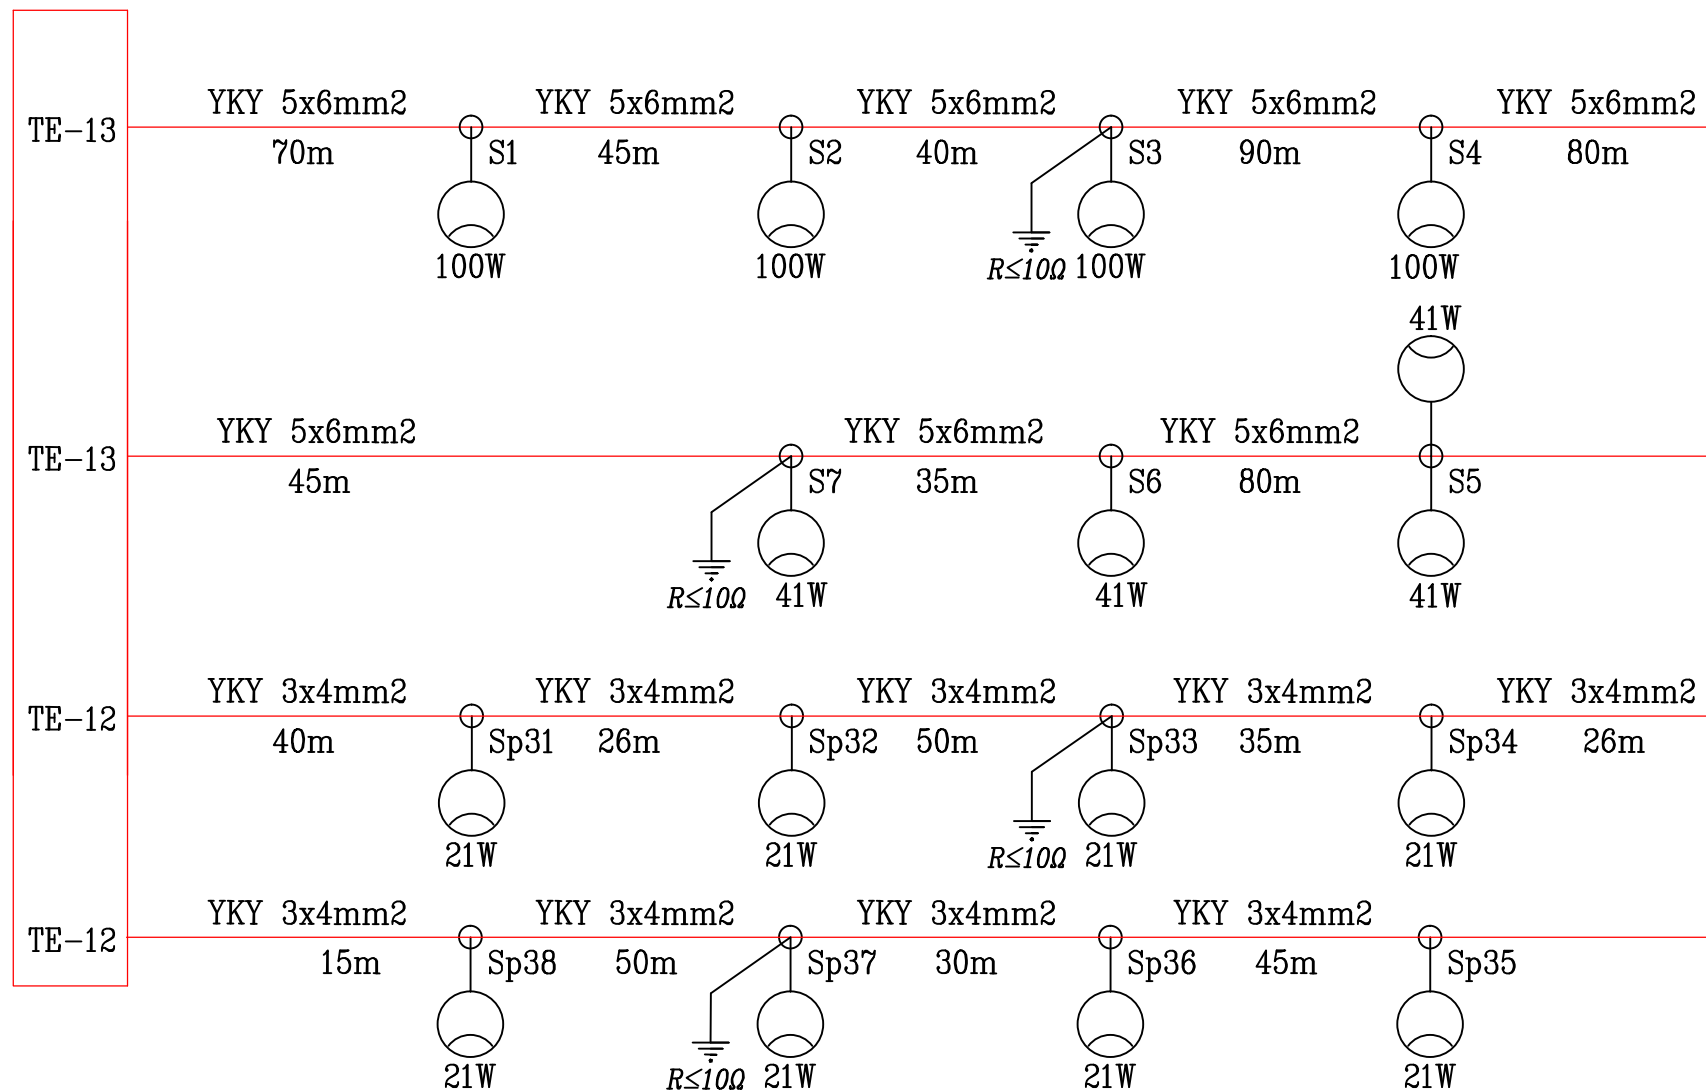 YKY 5x6mm2 YKY 5x6mm2 YKY 5x6mm2 YKY 5x6mm2 YKY 5x6mm2
TE-13
70m S1 45m S2 40m S3 90m S4 80m
100W 100W R≤10Ω 100W 100W
41W
YKY 5x6mm2 YKY 5x6mm2 YKY 5x6mm2
TE-13
45m S7 35m S6 80m S5
R≤10Ω 41W 41W 41W
YKY 3x4mm2 YKY 3x4mm2 YKY 3x4mm2 YKY 3x4mm2 YKY 3x4mm2
TE-12
40m Sp31 26m Sp32 50m Sp33 35m Sp34 26m
21W 21W R≤10Ω 21W 21W
YKY 3x4mm2 YKY 3x4mm2 YKY 3x4mm2 YKY 3x4mm2
TE-12
15m Sp38 50m Sp37 30m Sp36 45m Sp35
21W R≤10Ω 21W 21W 21W